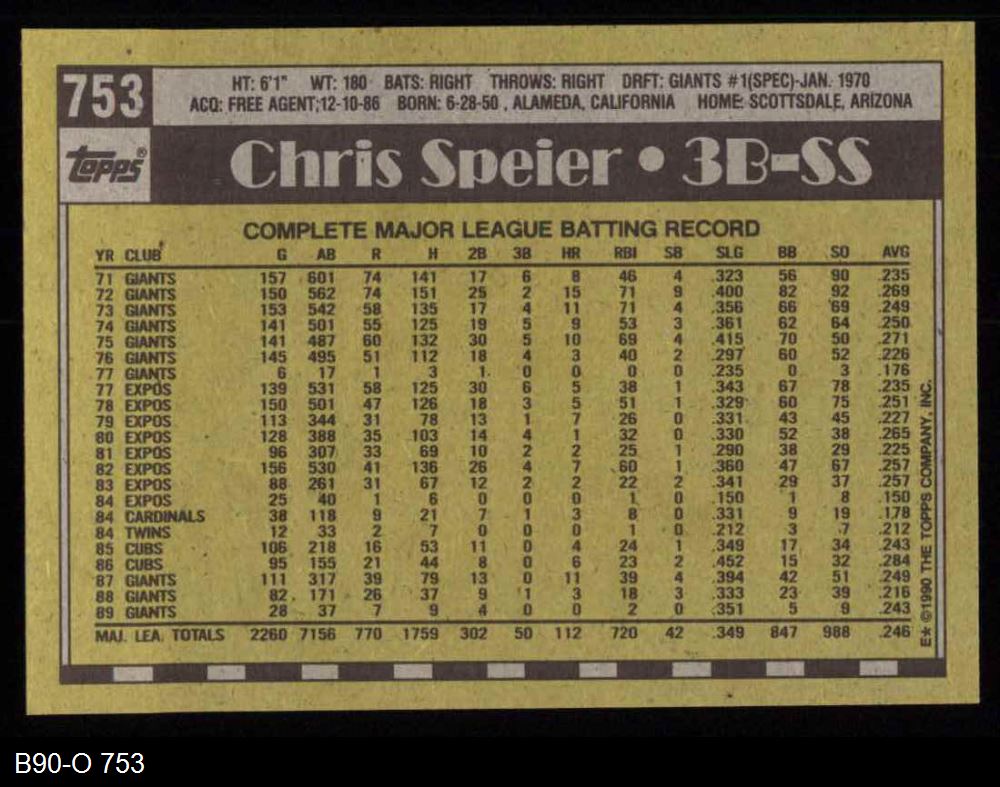 753
HT: 6'1" WT: 180 BATS: RIGHT THROWS: RIGHT DRFT: GIANTS #1(SPEC)-JAN. 1970
ACQ: FREE AGENT;12-10-86 BORN: 6-28-50, ALAMEDA, CALIFORNIA HOME: SCOTTSDALE, ARIZONA
Topps®
Chris Speier • 3B-SS
COMPLETE MAJOR LEAGUE BATTING RECORD
YR CLUB G AB R H 2B 3B HR RBI SB SLG BB SO AVG
71 GIANTS 157 601 74 141 17 6 8 46 4 .323 56 90 .235
72 GIANTS 150 562 74 151 25 2 15 71 9 .400 82 92 .269
73 GIANTS 153 542 58 135 17 4 11 71 4 .356 66 69 .249
74 GIANTS 141 501 55 125 19 5 9 53 3 .361 62 64 .250
75 GIANTS 141 487 60 132 30 5 10 69 4 .415 70 50 .271
76 GIANTS 145 495 51 112 18 4 3 40 2 .297 60 52 .226
77 GIANTS 6 17 1 3 1 0 0 0 0 .235 0 3 .176
77 EXPOS 139 531 58 125 30 6 5 38 1 .343 67 78 .235
78 EXPOS 150 501 47 126 18 3 5 51 1 .329 60 75 .251
79 EXPOS 113 344 31 78 13 1 7 26 0 .331 43 45 .227
80 EXPOS 128 388 35 103 14 4 1 32 0 .330 52 38 .265
81 EXPOS 96 307 33 69 10 2 2 25 1 .290 38 29 .225
82 EXPOS 156 530 41 136 26 4 7 60 1 .360 47 67 .257
83 EXPOS 88 261 31 67 12 2 2 22 2 .341 29 37 .257
84 EXPOS 25 40 1 6 0 0 0 1 0 .150 1 8 .150
84 CARDINALS 38 118 9 21 7 1 3 8 0 .331 9 19 .178
84 TWINS 12 33 2 7 0 0 0 1 0 .212 3 7 .212
85 CUBS 106 218 16 53 11 0 4 24 1 .349 17 34 .243
86 CUBS 95 155 21 44 8 0 6 23 2 .452 15 32 .284
87 GIANTS 111 317 39 79 13 0 11 39 4 .394 42 51 .249
88 GIANTS 82 171 26 37 9 1 3 18 3 .333 23 39 .216
89 GIANTS 28 37 7 9 4 0 0 2 0 .351 5 9 .243
MAJ. LEA. TOTALS 2260 7156 770 1759 302 50 112 720 42 .349 847 988 .246
E★ ©1990 THE TOPPS COMPANY, INC.
B90-O 753